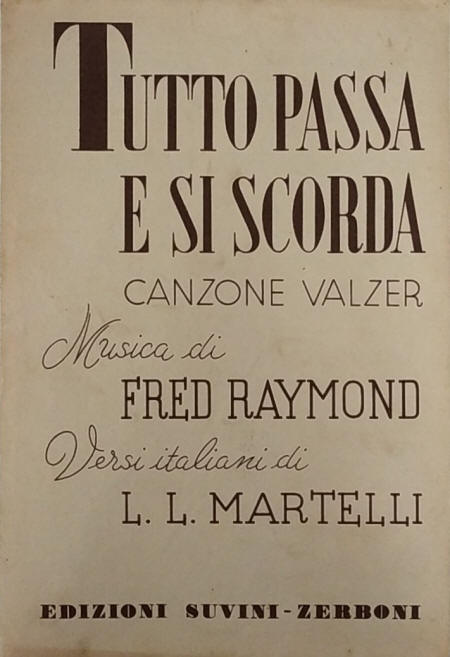 TUTTO PASSA
E SI SCORDA
CANZONE VALZER
Musica di
FRED RAYMOND
Versi italiani di
L. L. MARTELLI
EDIZIONI SUVINI-ZERBONI